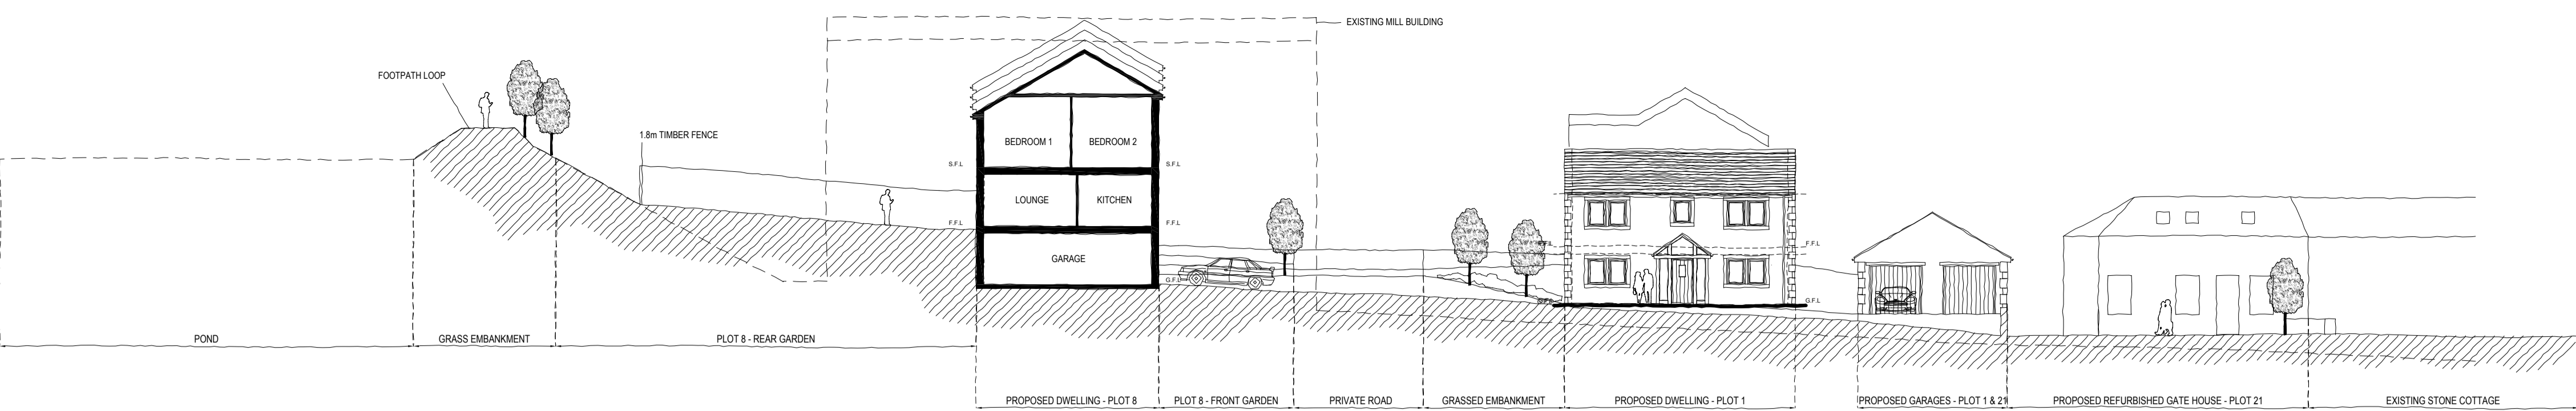 EXISTING MILL BUILDING
FOOTPATH LOOP
1.8m TIMBER FENCE
BEDROOM 1
BEDROOM 2
S.F.L
S.F.L
LOUNGE
KITCHEN
F.F.L
F.F.L
F.F.L
F.F.L
GARAGE
G.F.L
G.F.L
G.F.L
POND
GRASS EMBANKMENT
PLOT 8 - REAR GARDEN
PROPOSED DWELLING - PLOT 8
PLOT 8 - FRONT GARDEN
PRIVATE ROAD
GRASSED EMBANKMENT
PROPOSED DWELLING - PLOT 1
PROPOSED GARAGES - PLOT 1 & 21
PROPOSED REFURBISHED GATE HOUSE - PLOT 21
EXISTING STONE COTTAGE